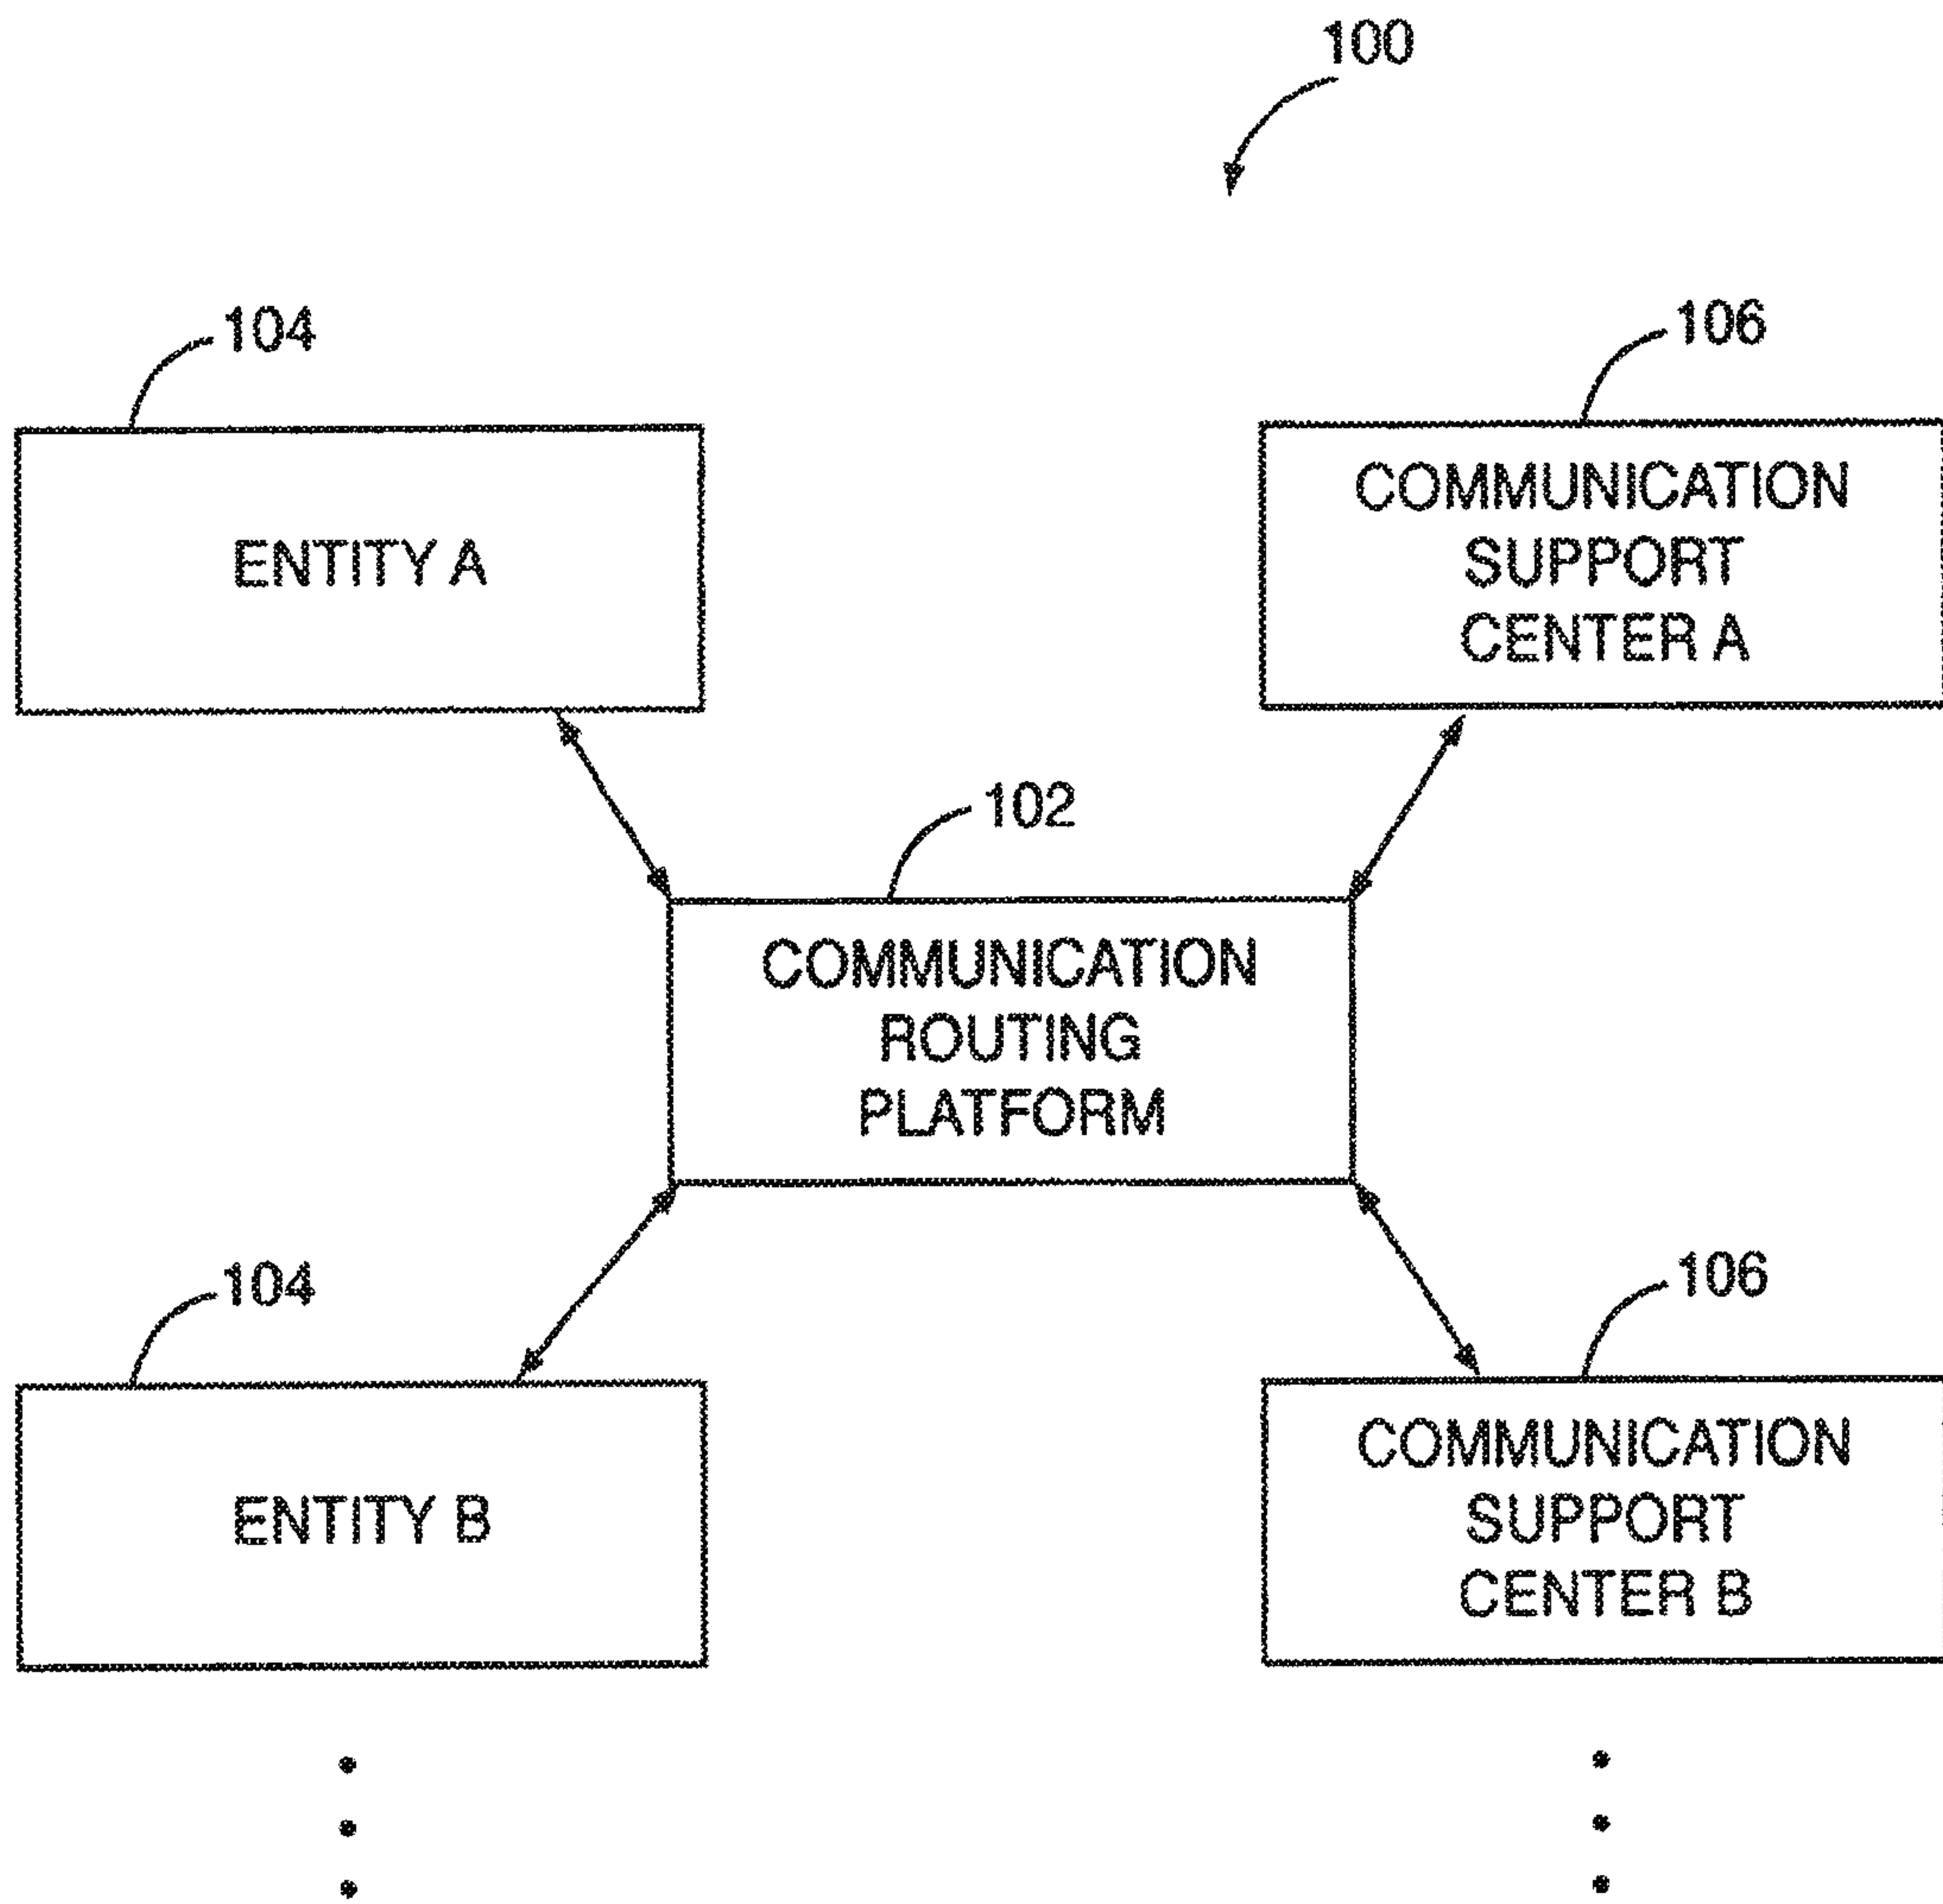 100
104
106
ENTITY A
COMMUNICATION
SUPPORT
CENTER A
102
COMMUNICATION
ROUTING
PLATFORM
104
106
ENTITY B
COMMUNICATION
SUPPORT
CENTER B